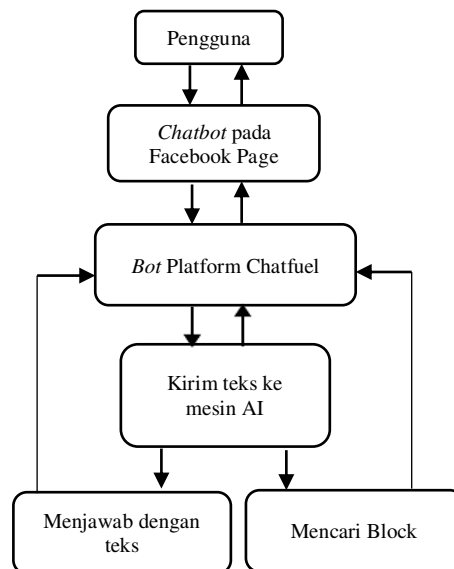 Pengguna
Chatbot pada
Facebook Page
Bot Platform Chatfuel
Kirim teks ke
mesin AI
Menjawab dengan
teks
Mencari Block